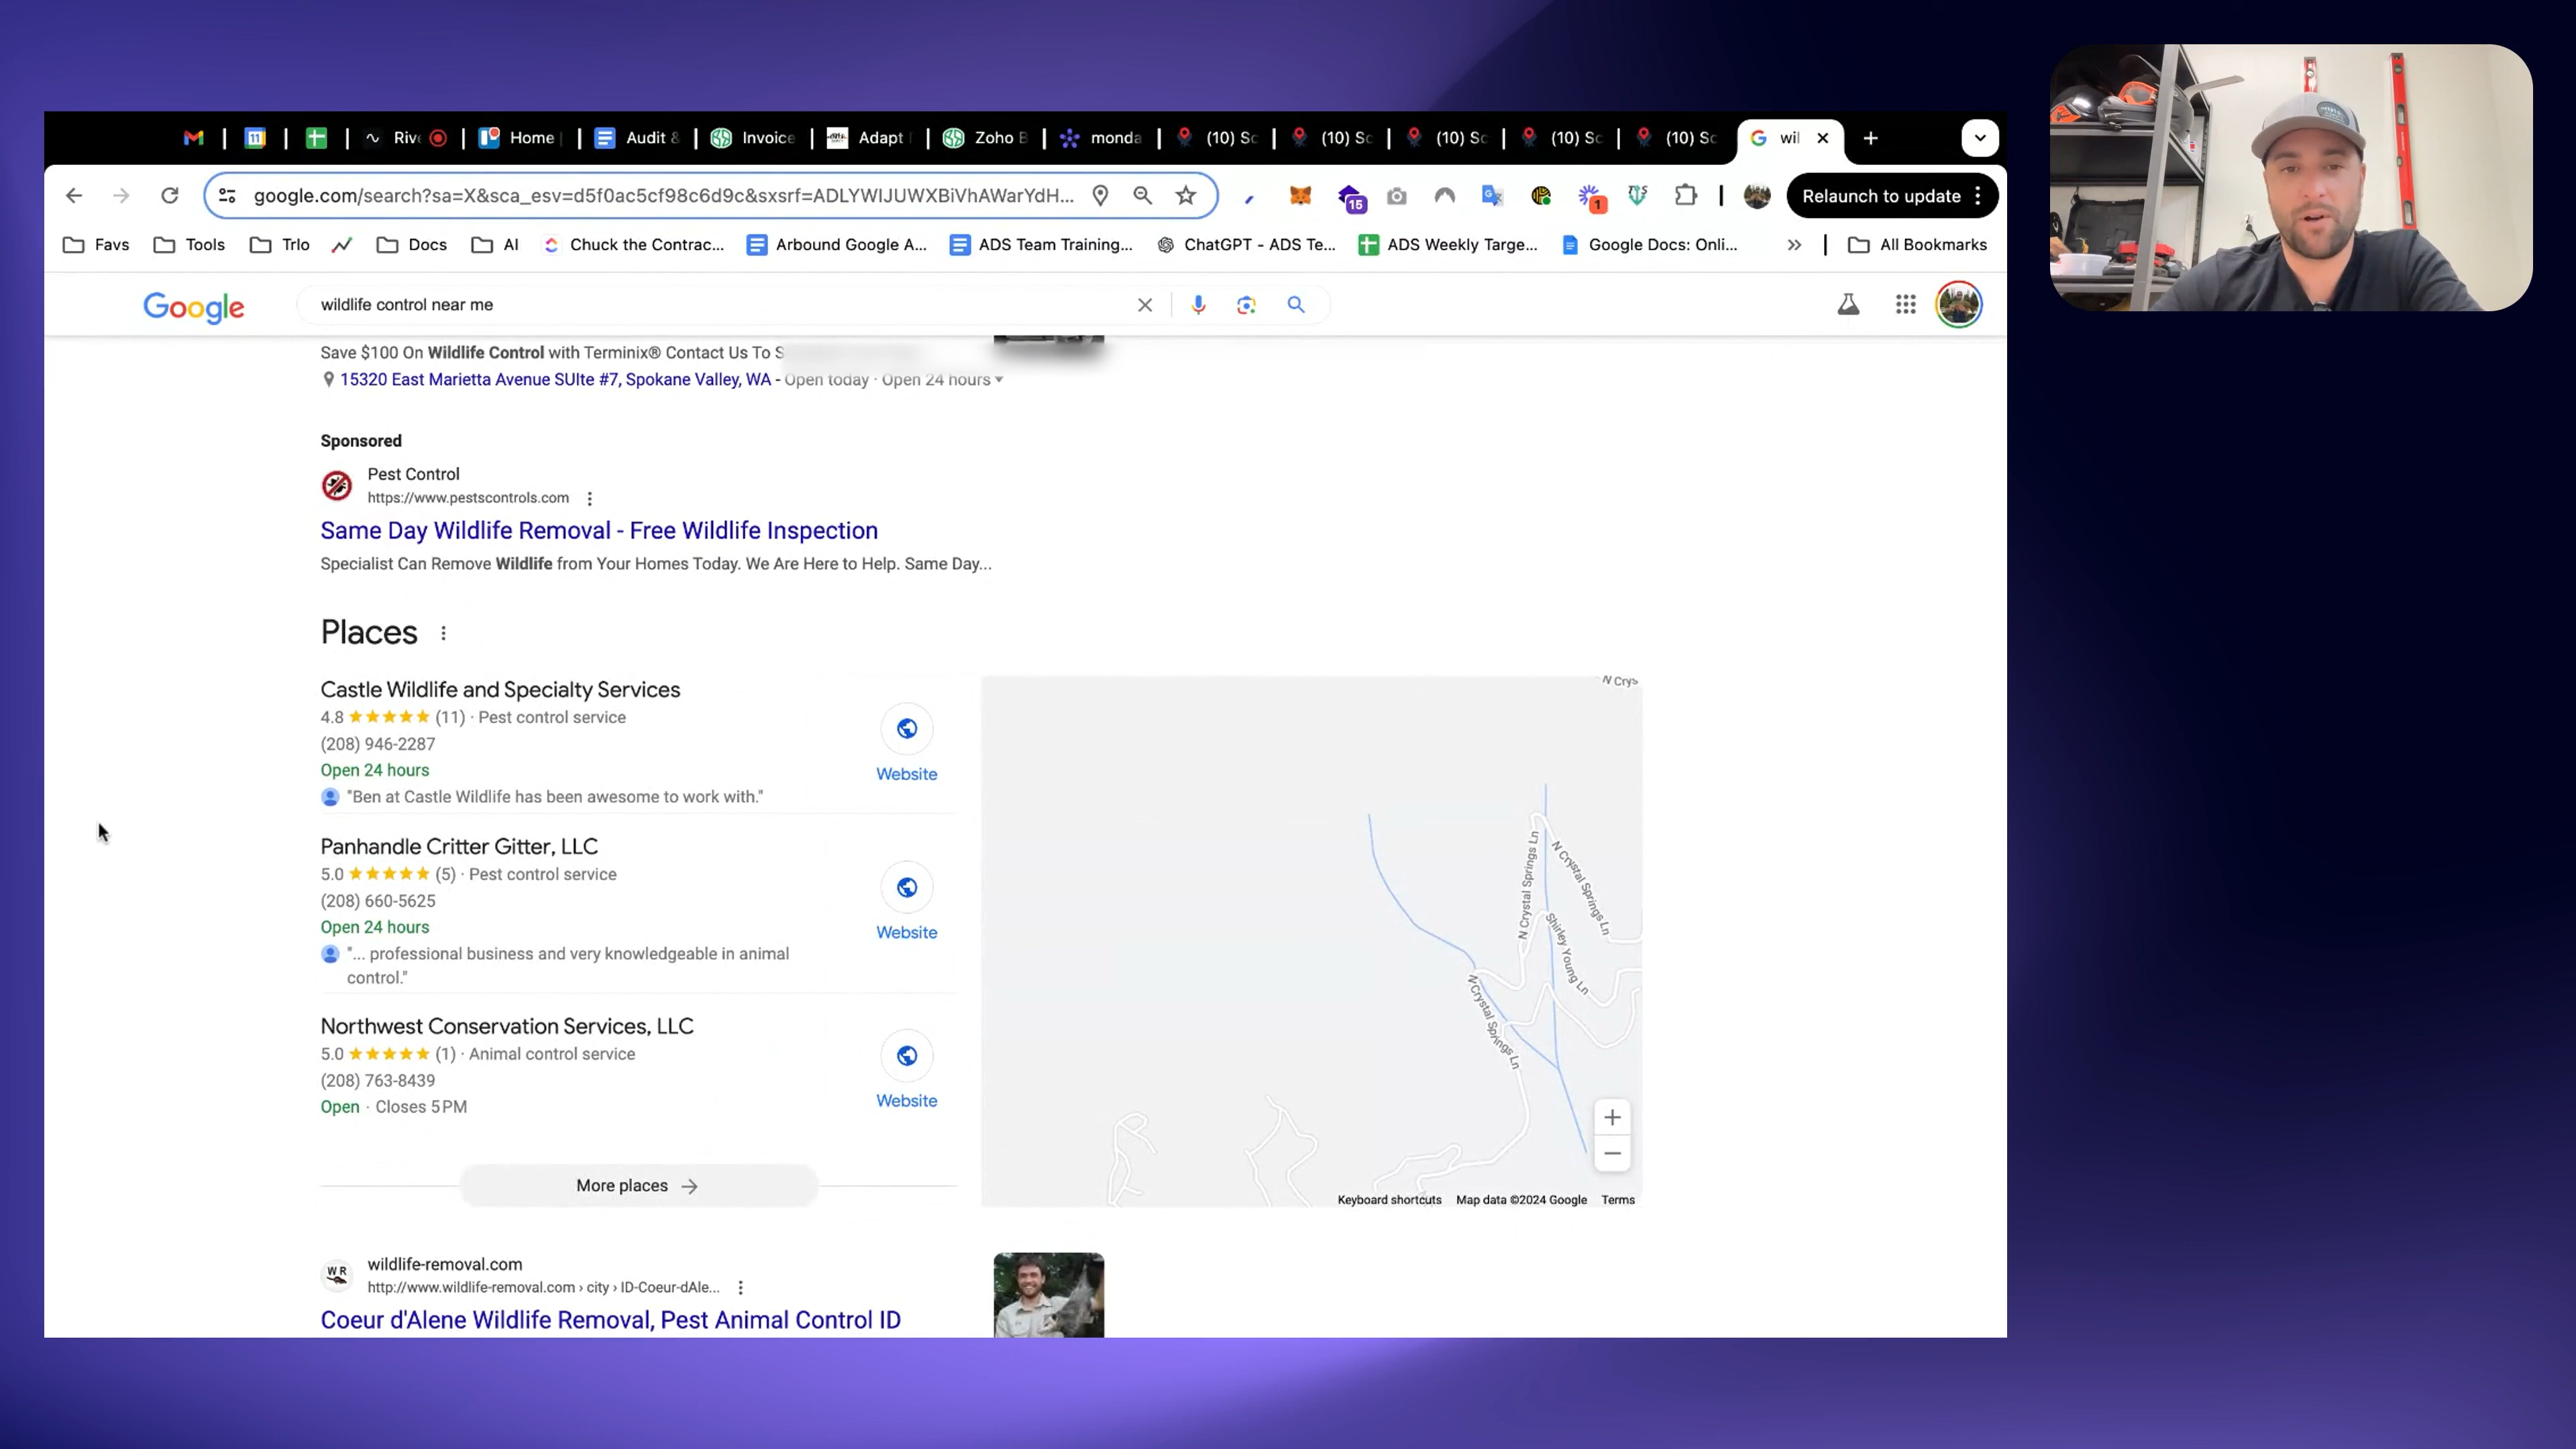 Rive
Home
Audit &
Invoice
Adapt
Zoho B
monda
(10) Sc
(10) Sc
(10) Sc
(10) Sc
(10) Sc
wil
google.com/search?sa=X&sca_esv=d5f0ac5cf98c6d9c&sxsrf=ADLYWIJUWXBiVhAWarYdH...
15
1
Relaunch to update
Favs
Tools
Trlo
Docs
AI
Chuck the Contrac...
Arbound Google A...
ADS Team Training...
ChatGPT - ADS Te...
ADS Weekly Targe...
Google Docs: Onli...
All Bookmarks
Google
wildlife control near me
Save $100 On Wildlife Control with Terminix® Contact Us To S
15320 East Marietta Avenue SUIte #7, Spokane Valley, WA - Open today · Open 24 hours
Sponsored
Pest Control
https://www.pestscontrols.com
Same Day Wildlife Removal - Free Wildlife Inspection
Specialist Can Remove Wildlife from Your Homes Today. We Are Here to Help. Same Day...
Places
Castle Wildlife and Specialty Services
4.8 (11) · Pest control service
(208) 946-2287
Open 24 hours
"Ben at Castle Wildlife has been awesome to work with."
Website
Panhandle Critter Gitter, LLC
5.0 (5) · Pest control service
(208) 660-5625
Open 24 hours
"... professional business and very knowledgeable in animal
control."
Website
Northwest Conservation Services, LLC
5.0 (1) · Animal control service
(208) 763-8439
Open · Closes 5 PM
Website
More places
N Crys
N Crystal Springs Ln
N Crystal Springs Ln
Shirley Young Ln
N Crystal Springs Ln
Keyboard shortcuts
Map data ©2024 Google
Terms
W R
wildlife-removal.com
http://www.wildlife-removal.com › city › ID-Coeur-dAle...
Coeur d'Alene Wildlife Removal, Pest Animal Control ID